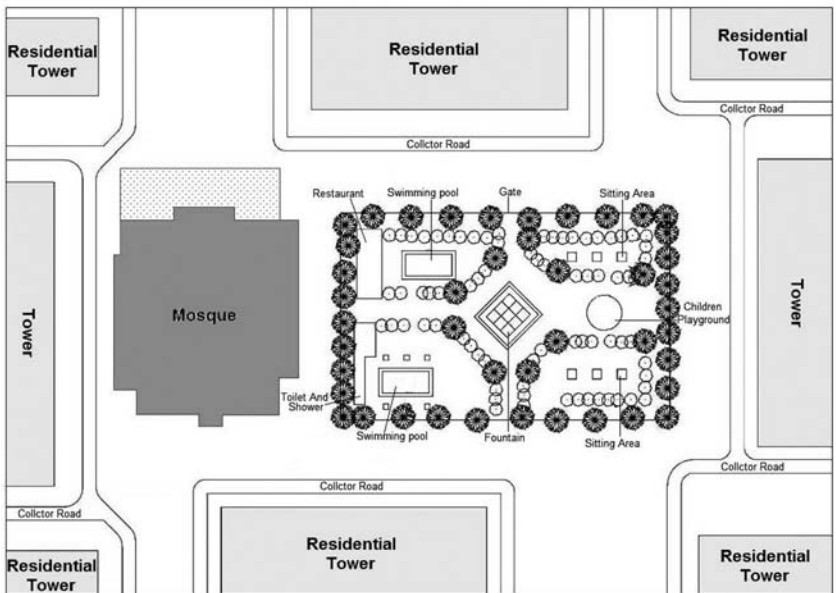 Residential
Tower
Residential
Tower
Residential
Tower
Collctor Road
Collctor Road
Restaurant
Swimming pool
Gate
Sitting Area
Mosque
Children
Playground
Tower
Tower
Toilet And
Shower
Swimming pool
Fountain
Sitting Area
Collctor Road
Collctor Road
Collctor Road
Residential
Tower
Residential
Tower
Residential
Tower